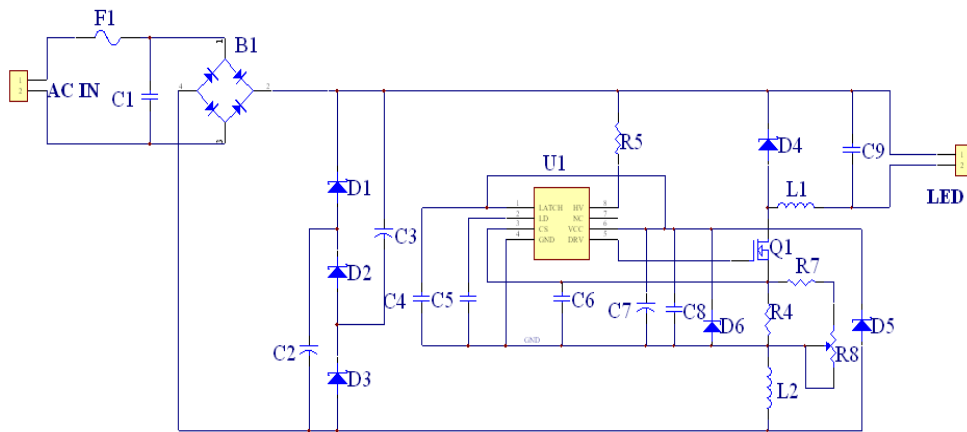 F1
B1
1
2
AC IN
C1
4
2
1
3
D1
D2
D3
C2
C3
U1
R5
1
2
3
4
LATCH
LD
CS
GND
HV
NC
VCC
DRV
8
7
6
5
C4
C5
C6
C7
C8
D6
GND
D4
L1
C9
1
2
LED
Q1
R7
R4
R8
D5
L2